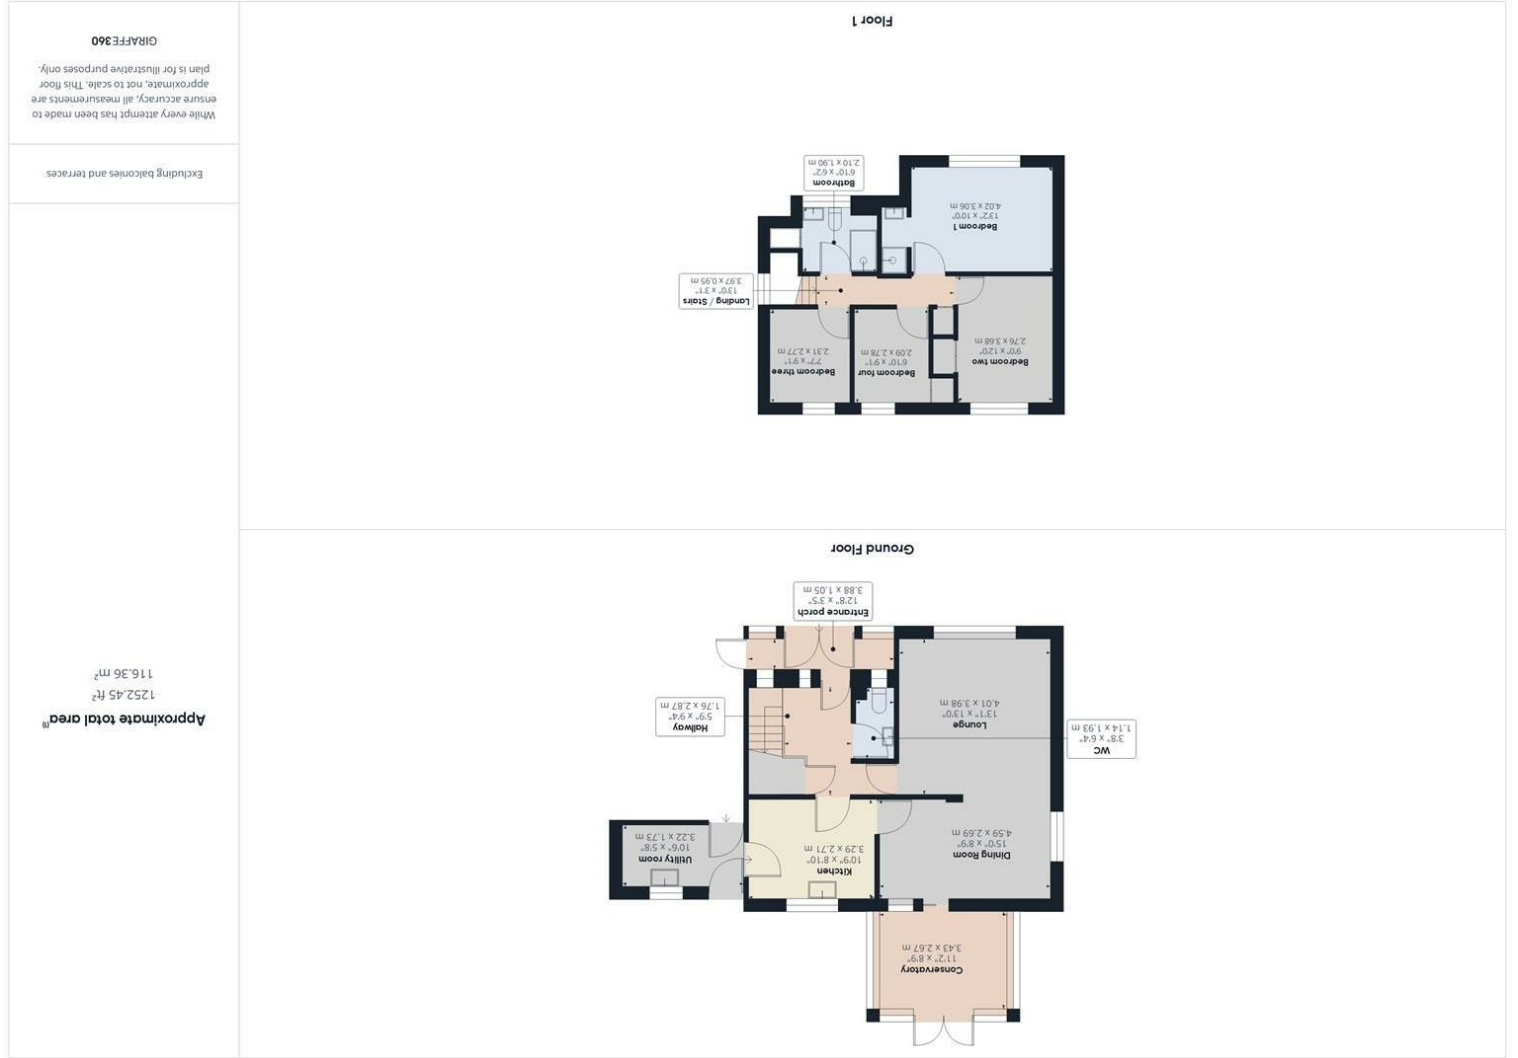 Conservatory
11'2" x 8'9"
3.43 x 2.67 m
Dining Room
15'0" x 8'9"
4.59 x 2.69 m
Kitchen
10'9" x 8'10"
3.29 x 2.71 m
Utility room
10'6" x 5'8"
3.22 x 1.73 m
WC
3'8" x 6'4"
1.14 x 1.93 m
Lounge
13'1" x 13'0"
4.01 x 3.98 m
Hallway
5'9" x 9'4"
1.76 x 2.87 m
Entrance porch
12'8" x 3'5"
3.88 x 1.05 m
Ground Floor
Bedroom two
9'0" x 12'0"
2.76 x 3.68 m
Bedroom four
6'10" x 9'1"
2.09 x 2.78 m
Bedroom three
7'7" x 9'1"
2.31 x 2.77 m
Landing / Stairs
13'0" x 3'1"
3.97 x 0.95 m
Bedroom 1
13'2" x 10'0"
4.02 x 3.06 m
Bathroom
6'10" x 6'2"
2.10 x 1.90 m
Floor 1
Approximate total area⁽¹⁾
1252.45 ft²
116.36 m²
Excluding balconies and terraces
While every attempt has been made to
ensure accuracy, all measurements are
approximate, not to scale. This floor
plan is for illustrative purposes only.
GIRAFFE360